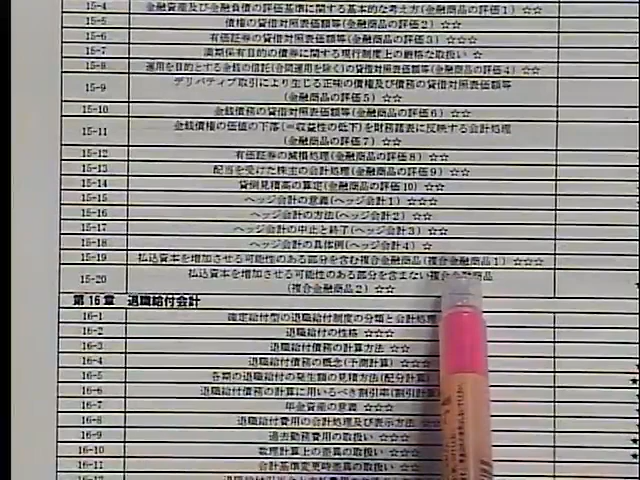 15-4 金融資産及び金融負債の評価基準に関する基本的な考え方(金融商品の評価1) ☆☆
15-5 債権の貸借対照表価額等(金融商品の評価2) ☆☆
15-6 有価証券の貸借対照表価額等(金融商品の評価3) ☆☆☆☆
15-7 満期保有目的の債券に関する現行制度上の厳格な取扱い ☆
15-8 運用を目的とする金銭の信託(合同運用を除く)の貸借対照表価額等(金融商品の評価4) ☆☆
15-9 デリバティブ取引により生じる正味の債権及び債務の貸借対照表価額等
(金融商品の評価5) ☆☆
15-10 金銭債務の貸借対照表価額等(金融商品の評価6) ☆☆
15-11 金銭債権の価値の下落(=収益性の低下)を財務諸表に反映する会計処理
(金融商品の評価7) ☆☆
15-12 有価証券の減損処理(金融商品の評価8) ☆☆
15-13 配当を受けた株主の会計処理(金融商品の評価9) ☆☆
15-14 貸倒見積高の算定(金融商品の評価10) ☆☆
15-15 ヘッジ会計の意義(ヘッジ会計1) ☆☆☆
15-16 ヘッジ会計の方法(ヘッジ会計2) ☆☆
15-17 ヘッジ会計の中止と終了(ヘッジ会計3) ☆☆
15-18 ヘッジ会計の具体例(ヘッジ会計4) ☆
15-19 払込資本を増加させる可能性のある部分を含む複合金融商品(複合金融商品1) ☆☆☆
15-20 払込資本を増加させる可能性のある部分を含まない複合金融商品
(複合金融商品2) ☆☆
第16章 退職給付会計
16-1 確定給付型の退職給付制度の分類と会計処理
16-2 退職給付の性格 ☆☆☆
16-3 退職給付債務の計算方法 ☆☆
16-4 退職給付債務の概念(予測計算)
16-5 各期の退職給付の発生額の見積方法(配分計算)
16-6 退職給付債務の計算に用いるべき割引率(割引計算)
16-7 年金資産の意義 ☆☆☆
16-8 退職給付費用の会計処理及び表示方法
16-9 過去勤務費用の取扱い ☆☆☆
16-10 数理計算上の差異の取扱い ☆☆☆
16-11 会計基準変更時差異の取扱い ☆☆